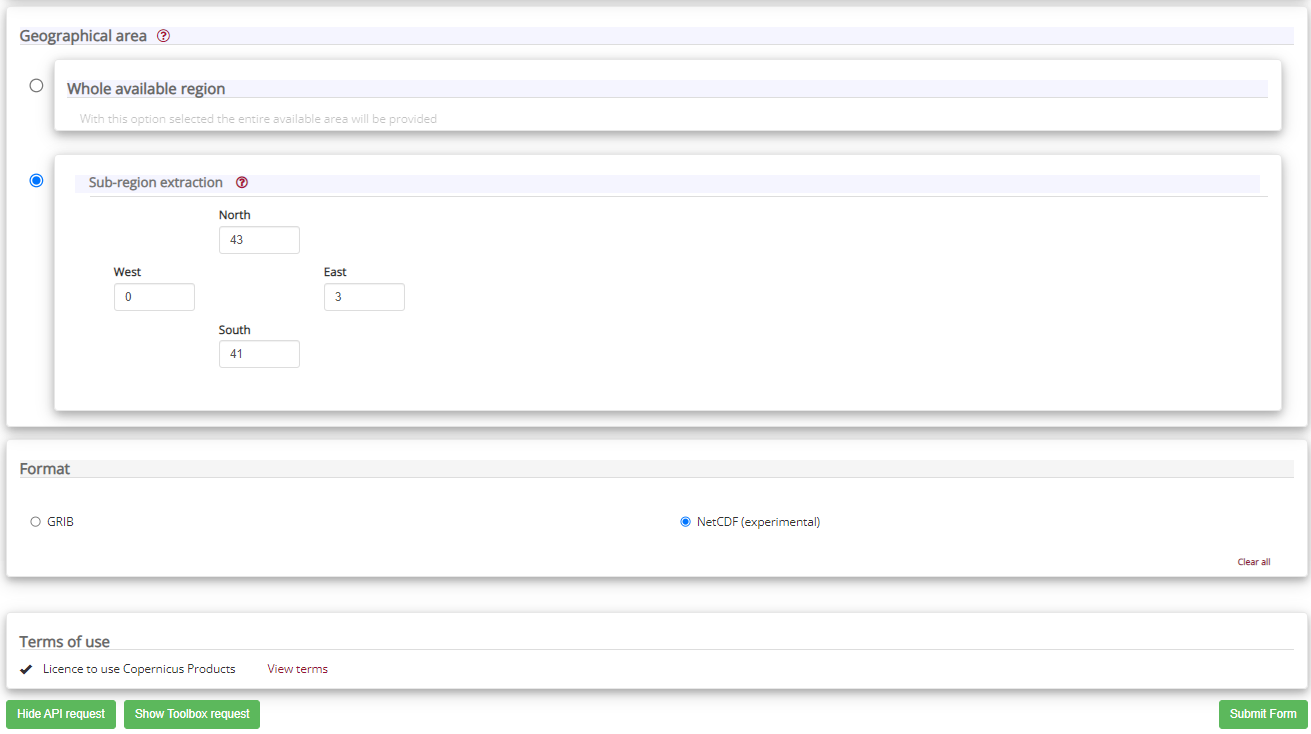 Geographical area ?
Whole available region
With this option selected the entire available area will be provided
Sub-region extraction ?
North
43
West East
0 3
South
41
Format
GRIB NetCDF (experimental)
Clear all
Terms of use
Licence to use Copernicus Products View terms
Hide API request Show Toolbox request Submit Form